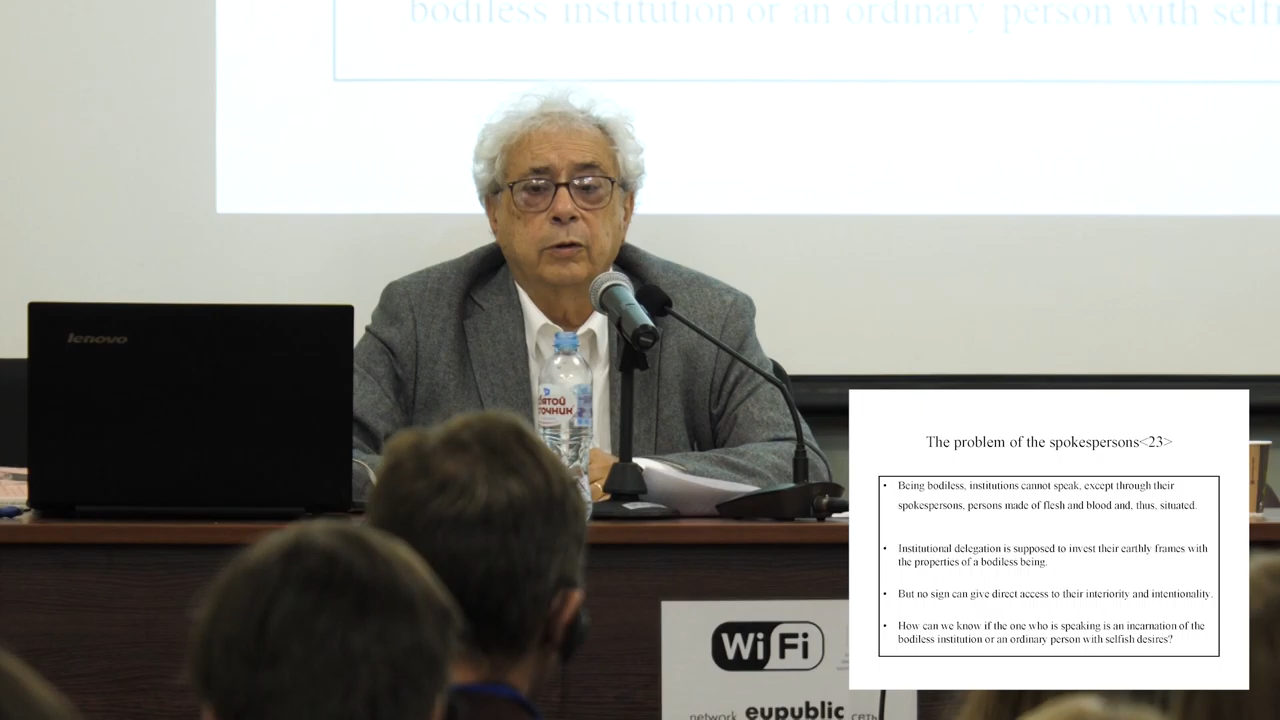 bodiless institution or an ordinary person with selfi
lenovo
The problem of the spokespersons<23>
• Being bodiless, institutions cannot speak, except through their
spokespersons, persons made of flesh and blood and, thus, situated.
• Institutional delegation is supposed to invest their earthly frames with
the properties of a bodiless being.
• But no sign can give direct access to their interiority and intentionality.
• How can we know if the one who is speaking is an incarnation of the
bodiless institution or an ordinary person with selfish desires?
WiFi
network eupublic